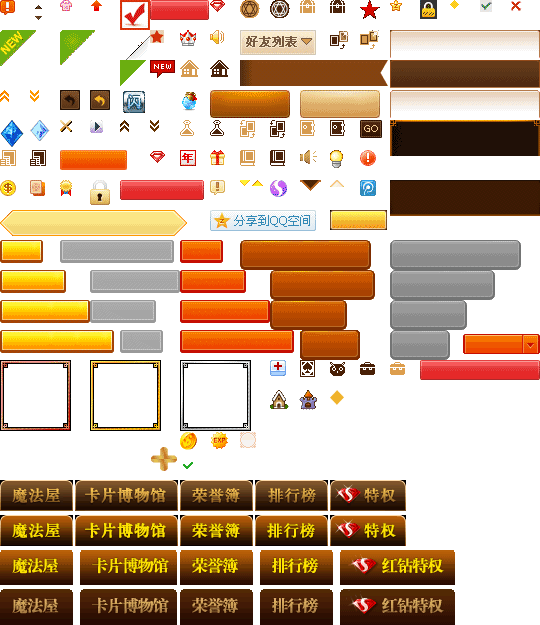 NEW
好友列表
NEW
闪
GO
年
分享到QQ空间
EXP
魔法屋 卡片博物馆 荣誉簿 排行榜 特权
魔法屋 卡片博物馆 荣誉簿 排行榜 特权
魔法屋 卡片博物馆 荣誉簿 排行榜 红钻特权
魔法屋 卡片博物馆 荣誉簿 排行榜 红钻特权